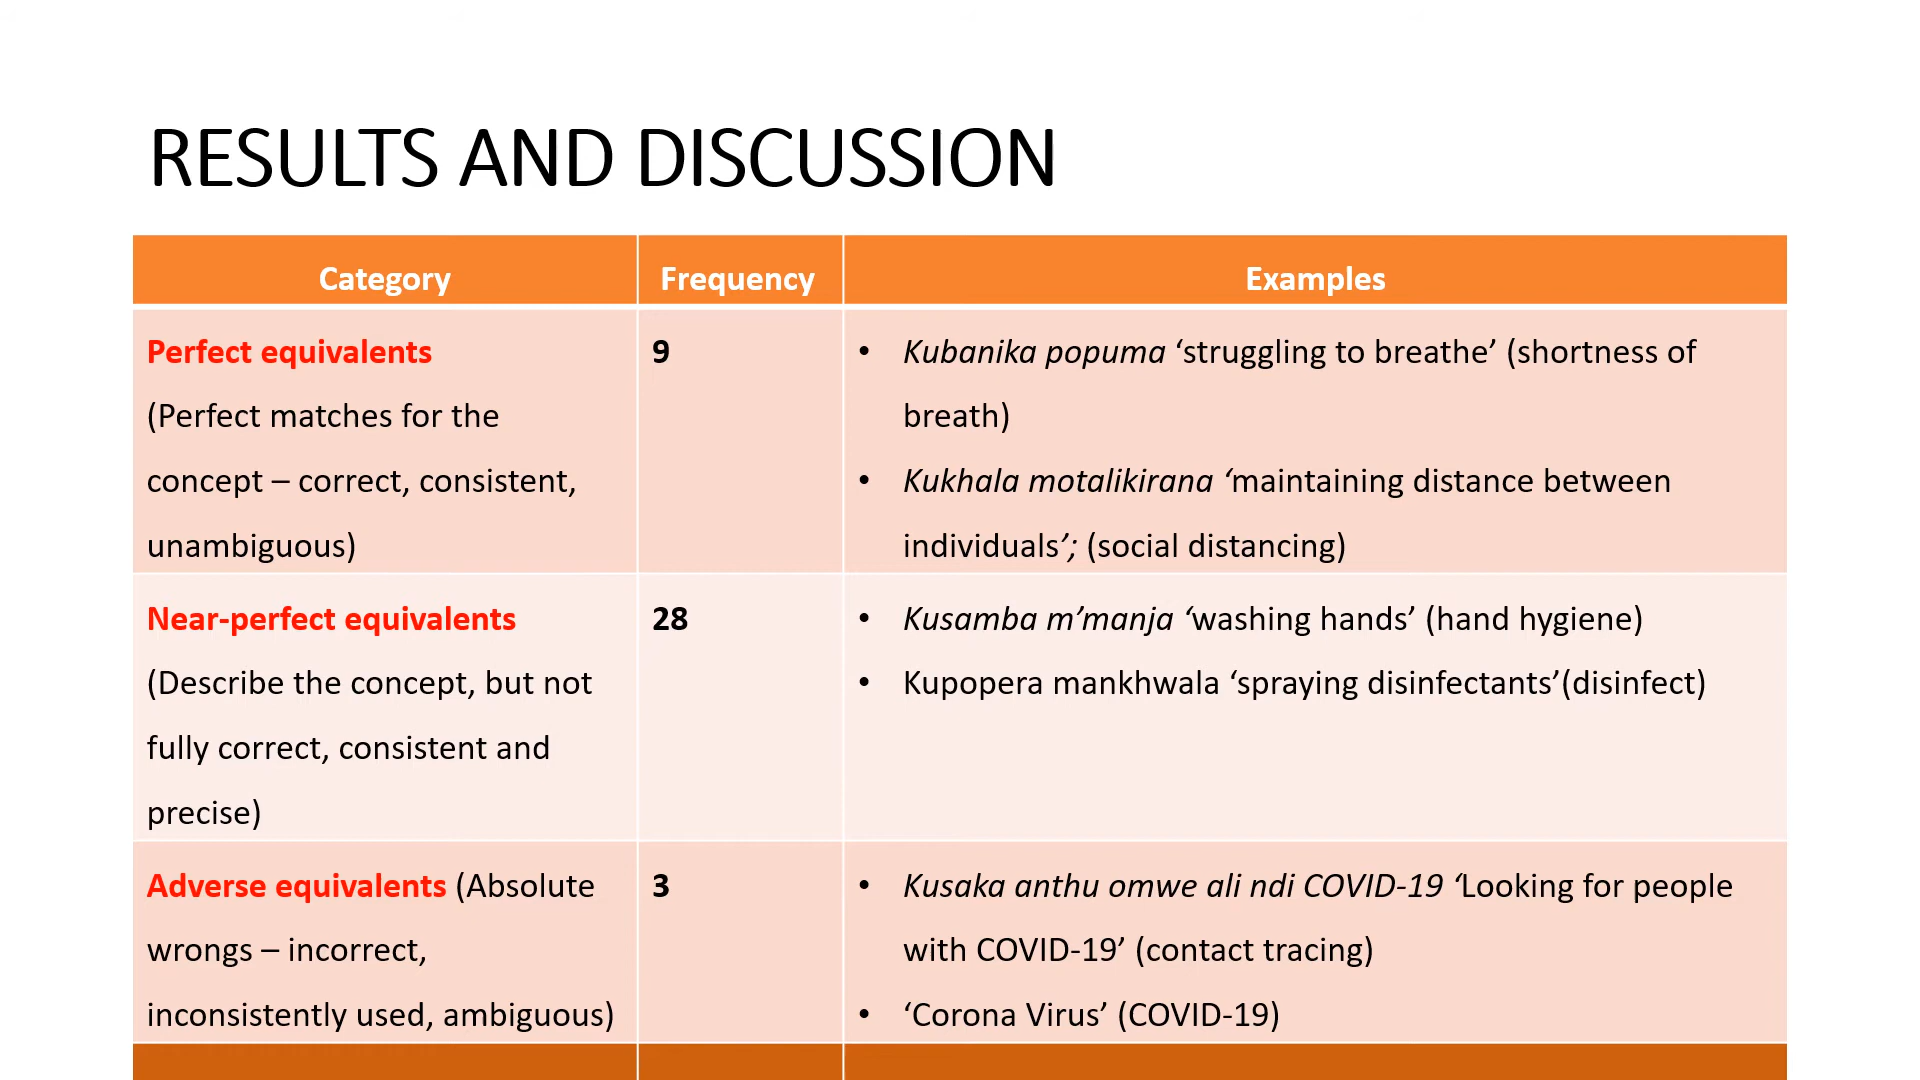 RESULTS AND DISCUSSION
Category Frequency Examples
Perfect equivalents
(Perfect matches for the
concept – correct, consistent,
unambiguous)
9
• Kubanika popuma ‘struggling to breathe’ (shortness of
breath)
• Kukhala motalikirana ‘maintaining distance between
individuals’; (social distancing)
Near-perfect equivalents
(Describe the concept, but not
fully correct, consistent and
precise)
28
• Kusamba m’manja ‘washing hands’ (hand hygiene)
• Kupopera mankhwala ‘spraying disinfectants’(disinfect)
Adverse equivalents (Absolute
wrongs – incorrect,
inconsistently used, ambiguous)
3
• Kusaka anthu omwe ali ndi COVID-19 ‘Looking for people
with COVID-19’ (contact tracing)
• ‘Corona Virus’ (COVID-19)